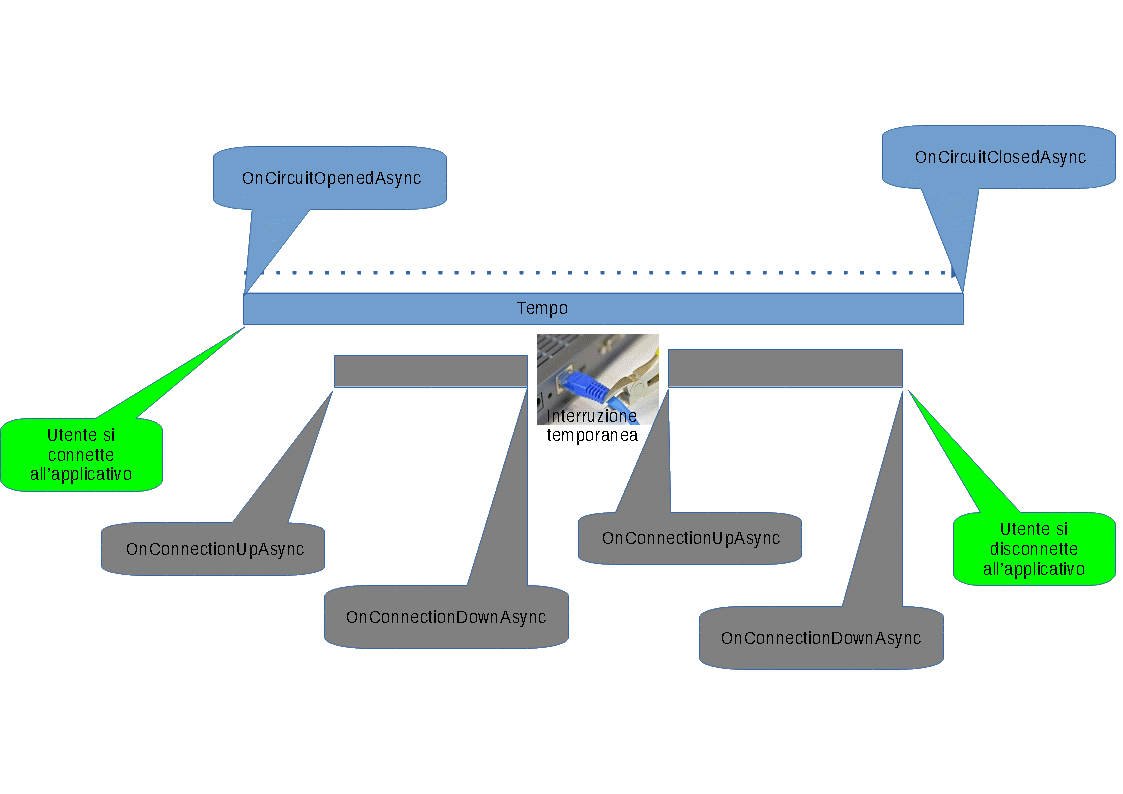 OnCircuitClosedAsync
OnCircuitOpenedAsync
Tempo
Interruzione
temporanea
Utente si
connette
all'applicativo
OnConnectionUpAsync
OnConnectionUpAsync
Utente si
disconnette
all'applicativo
OnConnectionDownAsync
OnConnectionDownAsync